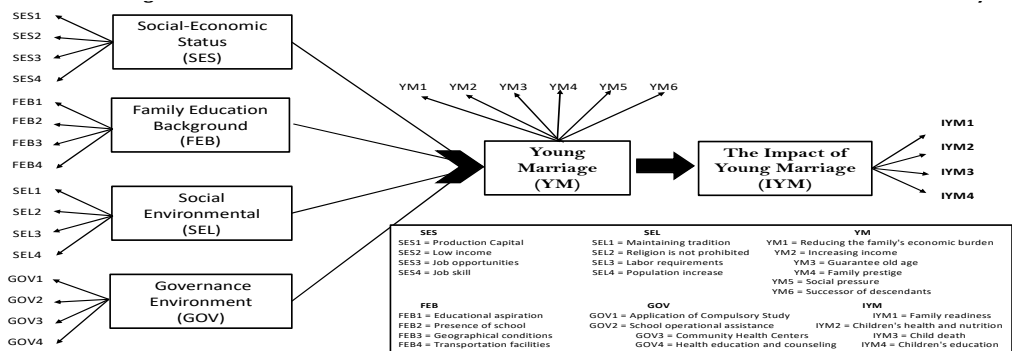 SES1
SES2
SES3
SES4
Social-Economic
Status
(SES)
FEB1
FEB2
FEB3
FEB4
Family Education
Background
(FEB)
SEL1
SEL2
SEL3
SEL4
Social
Environmental
(SEL)
GOV1
GOV2
GOV3
GOV4
Governance
Environment
(GOV)
YM1 YM2 YM3 YM4 YM5 YM6
Young
Marriage
(YM)
The Impact of
Young Marriage
(IYM)
IYM1
IYM2
IYM3
IYM4
SES
SES1 = Production Capital
SES2 = Low income
SES3 = Job opportunities
SES4 = Job skill
SEL
SEL1 = Maintaining tradition
SEL2 = Religion is not prohibited
SEL3 = Labor requirements
SEL4 = Population increase
YM
YM1 = Reducing the family's economic burden
YM2 = Increasing income
YM3 = Guarantee old age
YM4 = Family prestige
YM5 = Social pressure
YM6 = Successor of descendants
FEB
FEB1 = Educational aspiration
FEB2 = Presence of school
FEB3 = Geographical conditions
FEB4 = Transportation facilities
GOV
GOV1 = Application of Compulsory Study
GOV2 = School operational assistance
GOV3 = Community Health Centers
GOV4 = Health education and counseling
IYM
IYM1 = Family readiness
IYM2 = Children's health and nutrition
IYM3 = Child death
IYM4 = Children's education